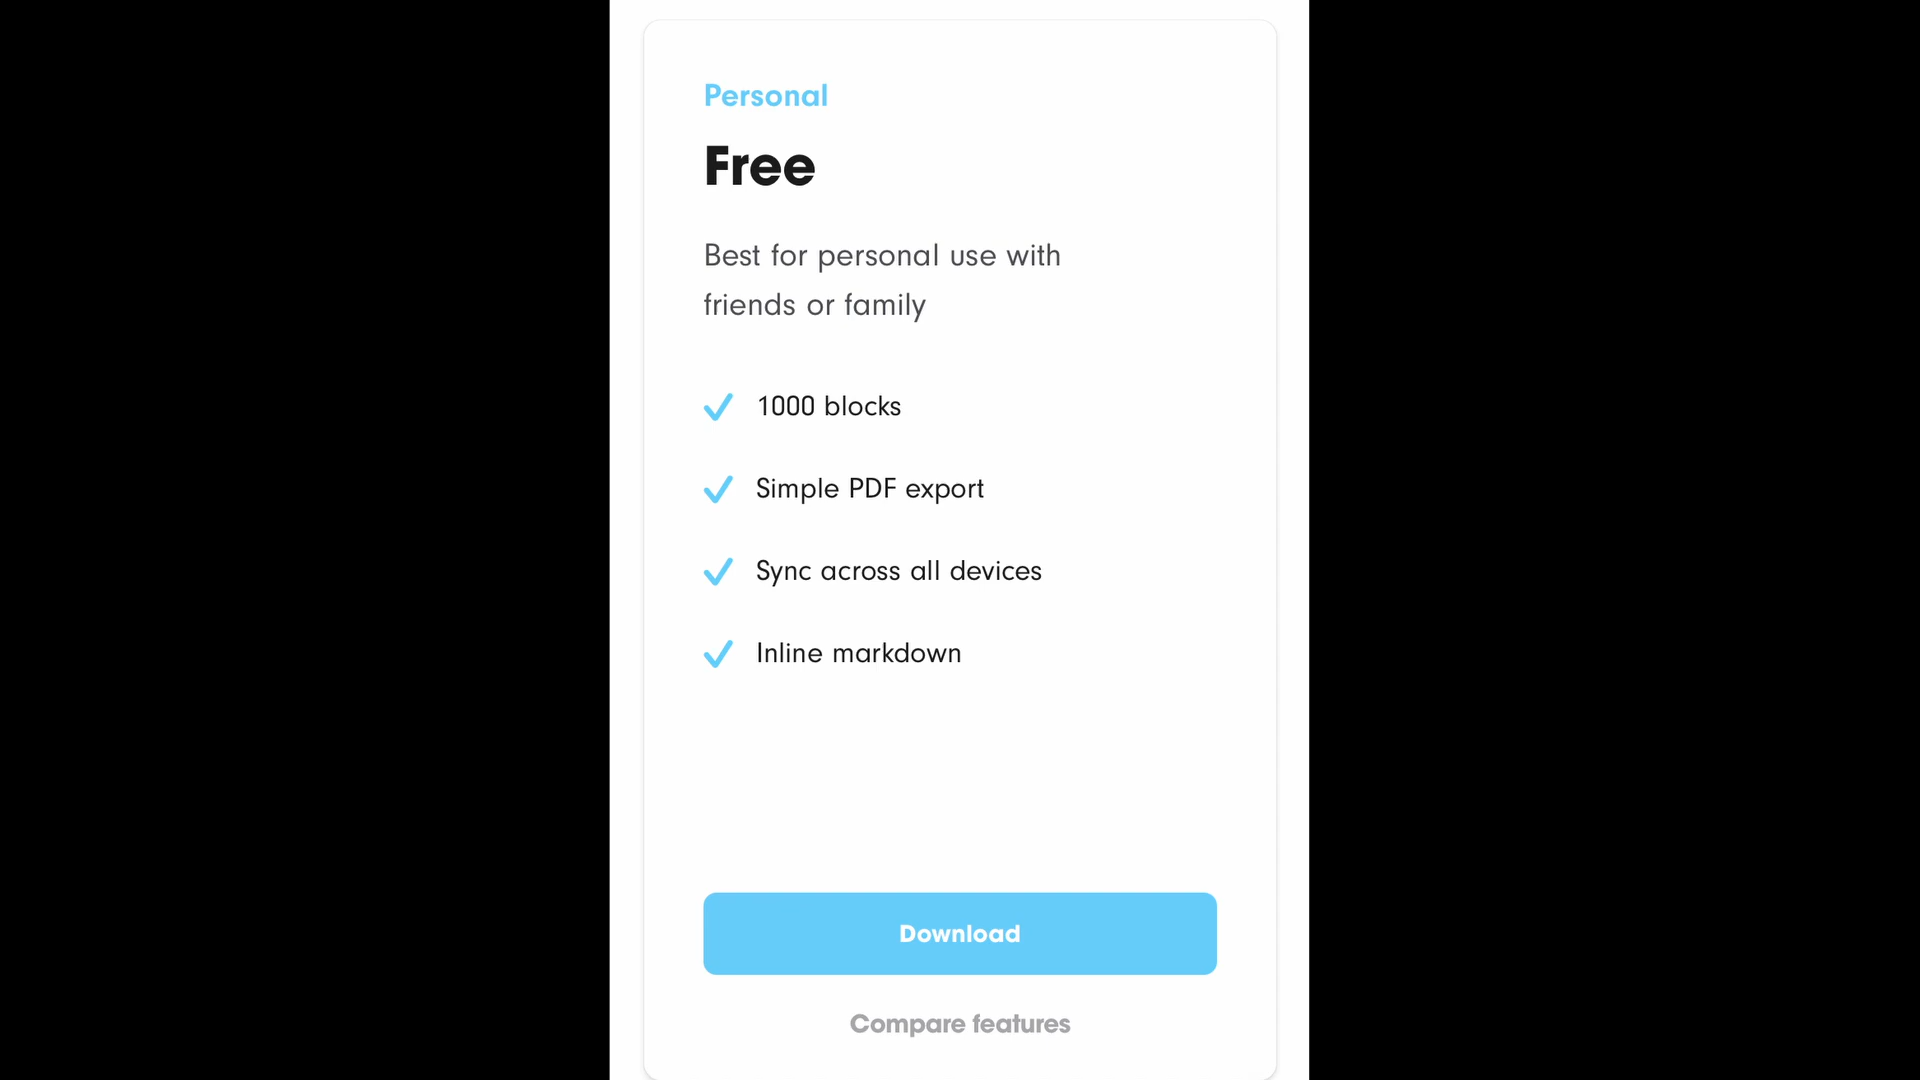 Personal
Free
Best for personal use with
friends or family
1000 blocks
Simple PDF export
Sync across all devices
Inline markdown
Download
Compare features